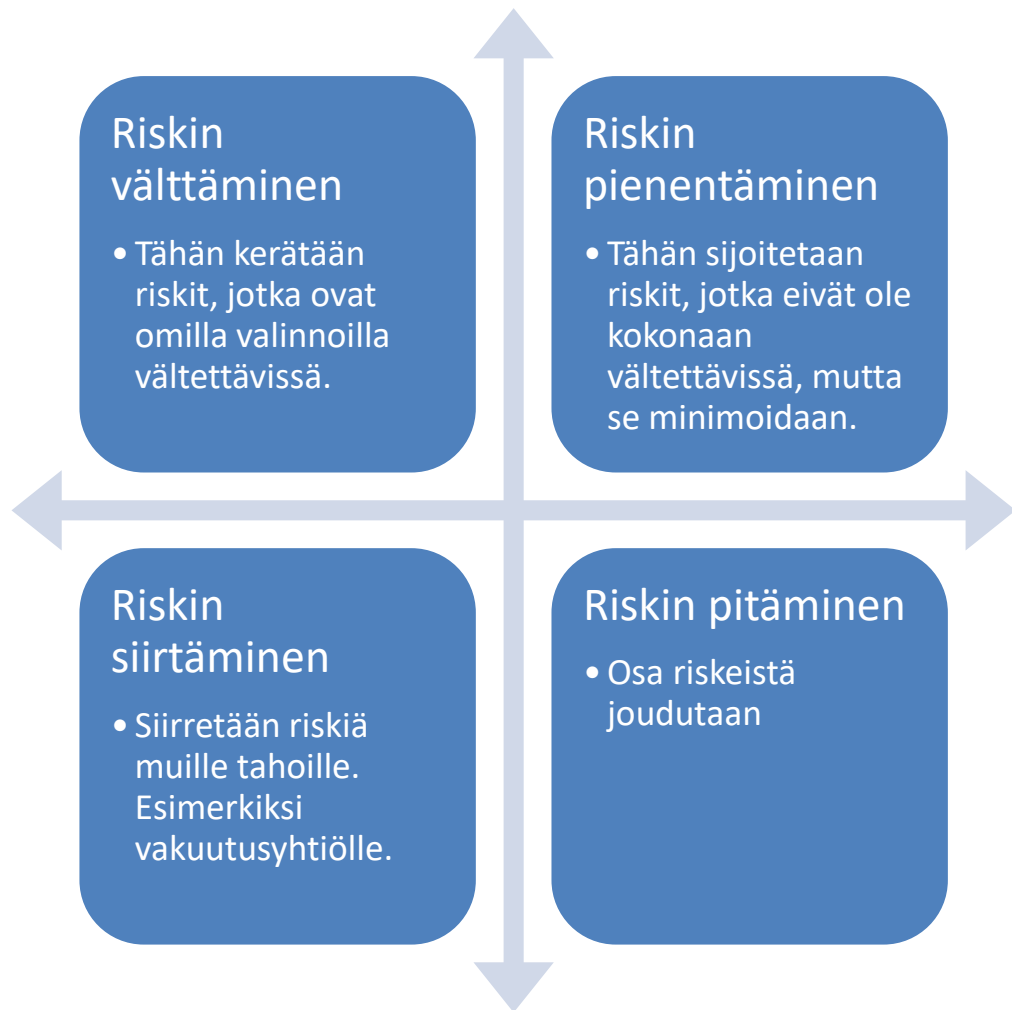 Riskin
välttäminen
• Tähän kerätään
riskit, jotka ovat
omilla valinnoilla
vältettävissä.
Riskin
pienentäminen
• Tähän sijoitetaan
riskit, jotka eivät ole
kokonaan
vältettävissä, mutta
se minimoidaan.
Riskin
siirtäminen
• Siirretään riskiä
muille tahoille.
Esimerkiksi
vakuutusyhtiölle.
Riskin pitäminen
• Osa riskeistä
joudutaan